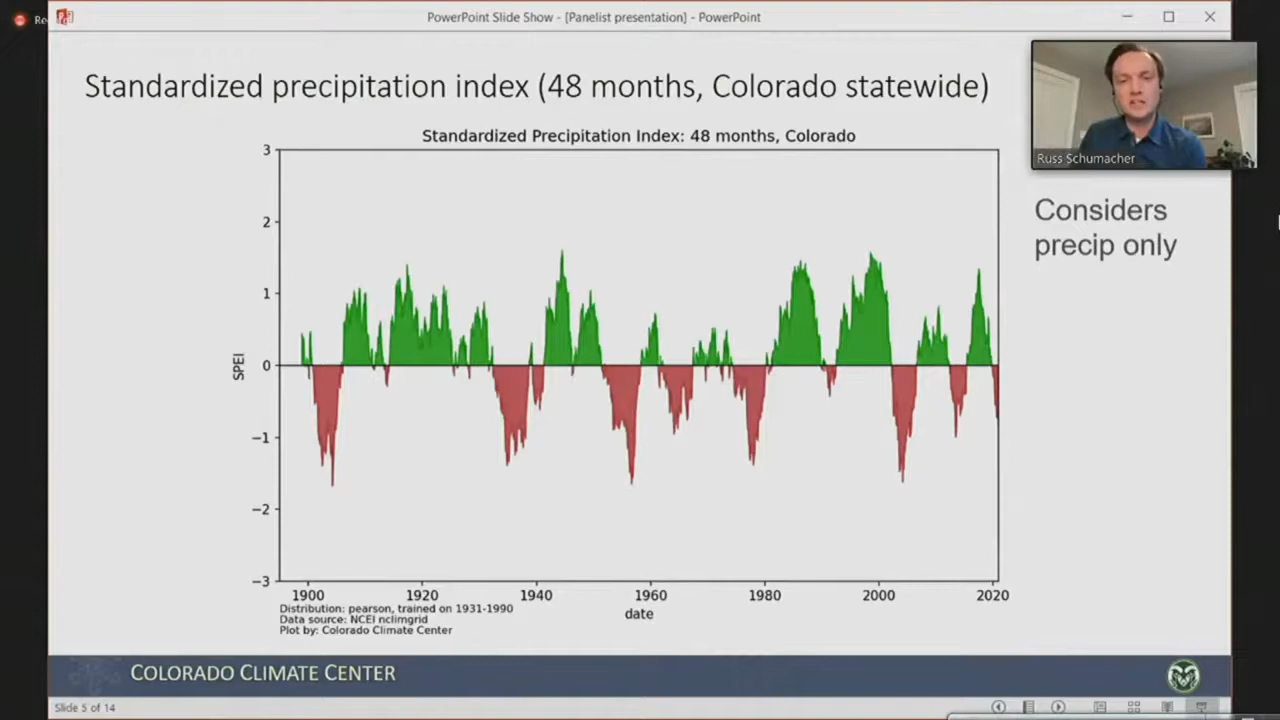 PowerPoint Slide Show - [Panelist presentation] - PowerPoint
Standardized precipitation index (48 months, Colorado statewide)
Russ Schumacher
Considers
precip only
Standardized Precipitation Index: 48 months, Colorado
3
2
1
0
−1
−2
−3
SPEI
1900
1920
1940
1960
1980
2000
2020
date
Distribution: pearson, trained on 1931-1990
Data source: NCEI nclimgrid
Plot by: Colorado Climate Center
COLORADO CLIMATE CENTER
Slide 5 of 14